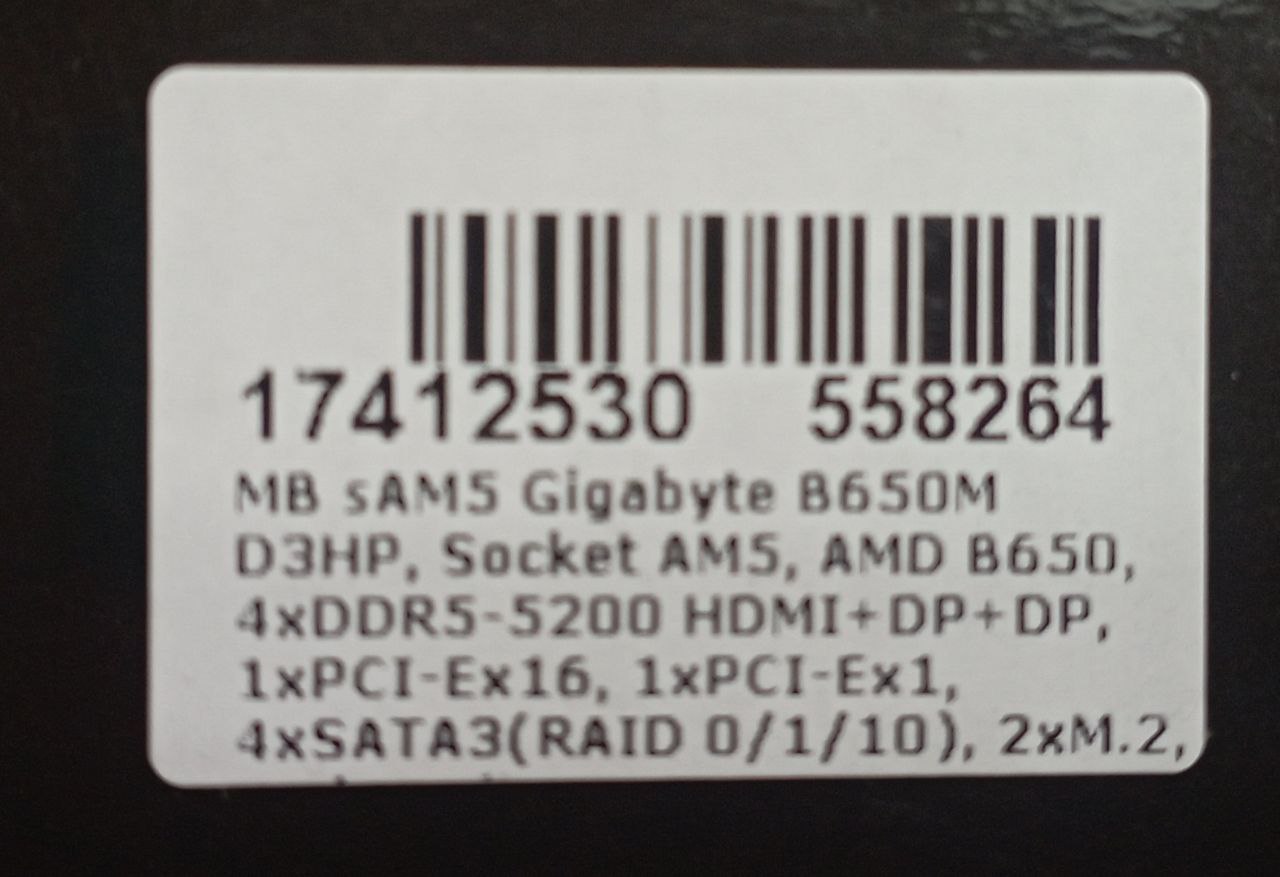 17412530 558264
MB sAM5 Gigabyte B650M
D3HP, Socket AM5, AMD B650,
4xDDR5-5200 HDMI+DP+DP,
1xPCI-Ex16, 1xPCI-Ex1,
4xSATA3(RAID 0/1/10), 2xM.2,